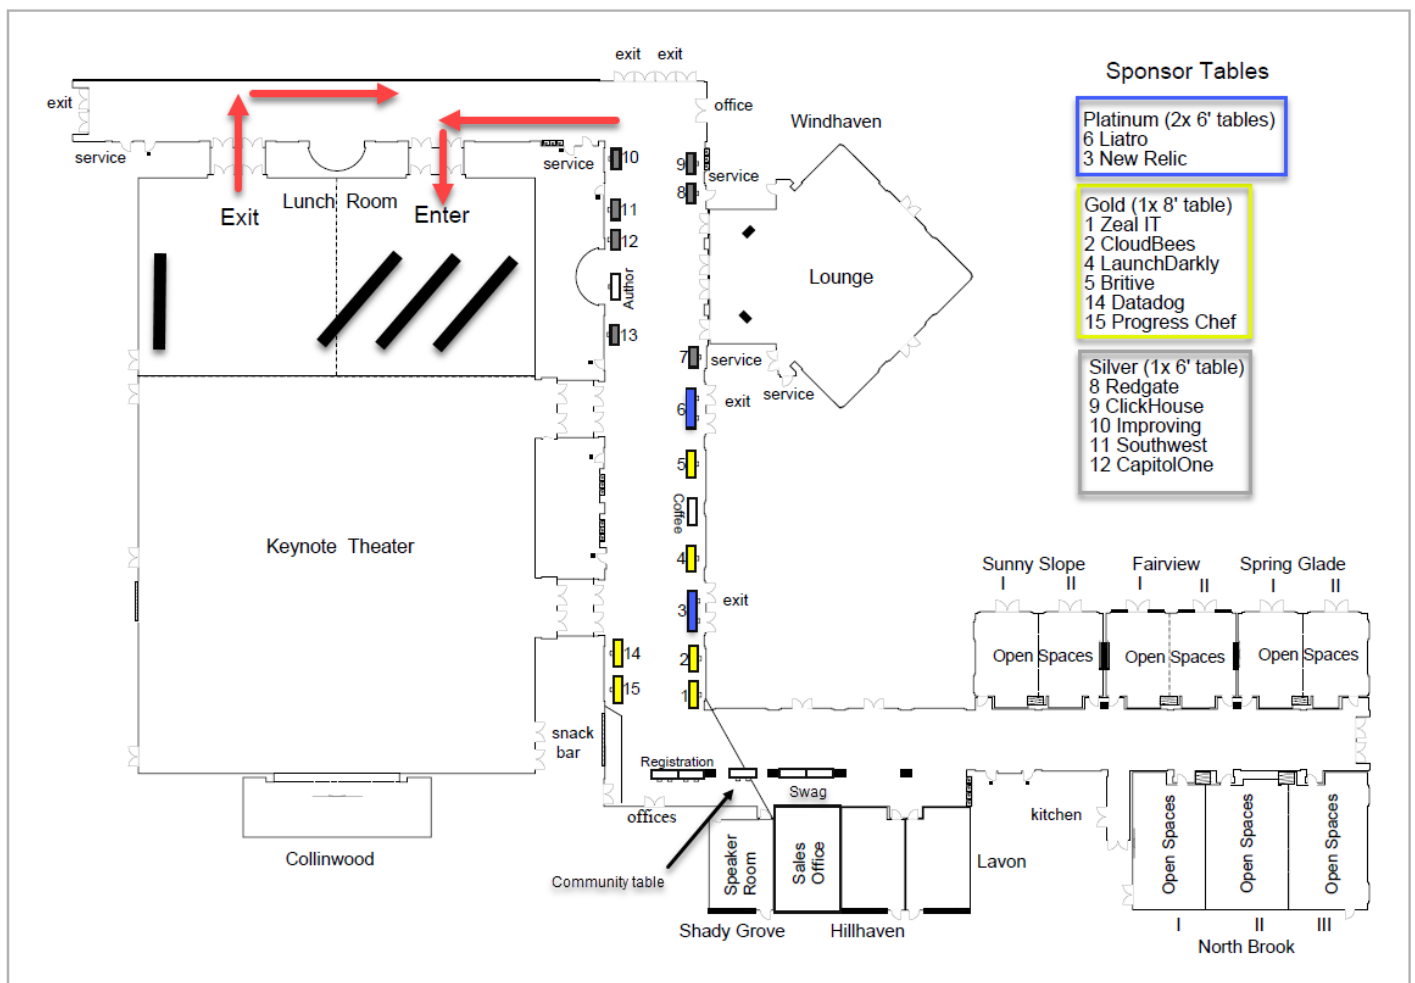 exit exit
Sponsor Tables
exit
office
Windhaven
Platinum (2x 6' tables)
6 Liatro
3 New Relic
service
service
10
9
service
8
Lunch Room
Exit
Enter
11
12
Author
Lounge
13
7
service
service
Gold (1x 8' table)
1 Zeal IT
2 CloudBees
4 LaunchDarkly
5 Britive
14 Datadog
15 Progress Chef
Silver (1x 6' table)
8 Redgate
9 ClickHouse
10 Improving
11 Southwest
12 CapitolOne
6
exit
5
Coffee
Keynote Theater
4
3
exit
14
2
15
1
Sunny Slope
I II
Fairview
I II
Spring Glade
I II
Open Spaces
Open Spaces
Open Spaces
snack
bar
Registration
Swag
offices
kitchen
Collinwood
Community table
Speaker
Room
Sales
Office
Lavon
Open Spaces
Open Spaces
Open Spaces
Shady Grove
Hillhaven
I II III
North Brook